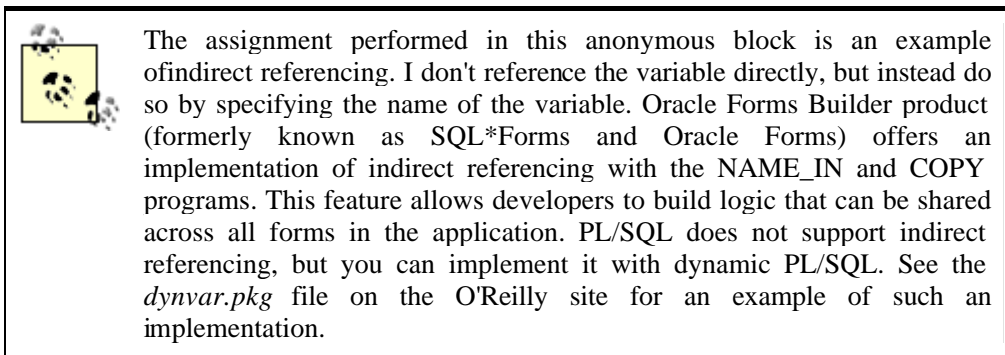 The assignment performed in this anonymous block is an example
ofindirect referencing. I don't reference the variable directly, but instead do
so by specifying the name of the variable. Oracle Forms Builder product
(formerly known as SQL*Forms and Oracle Forms) offers an
implementation of indirect referencing with the NAME_IN and COPY
programs. This feature allows developers to build logic that can be shared
across all forms in the application. PL/SQL does not support indirect
referencing, but you can implement it with dynamic PL/SQL. See the
dynvar.pkg file on the O'Reilly site for an example of such an
implementation.